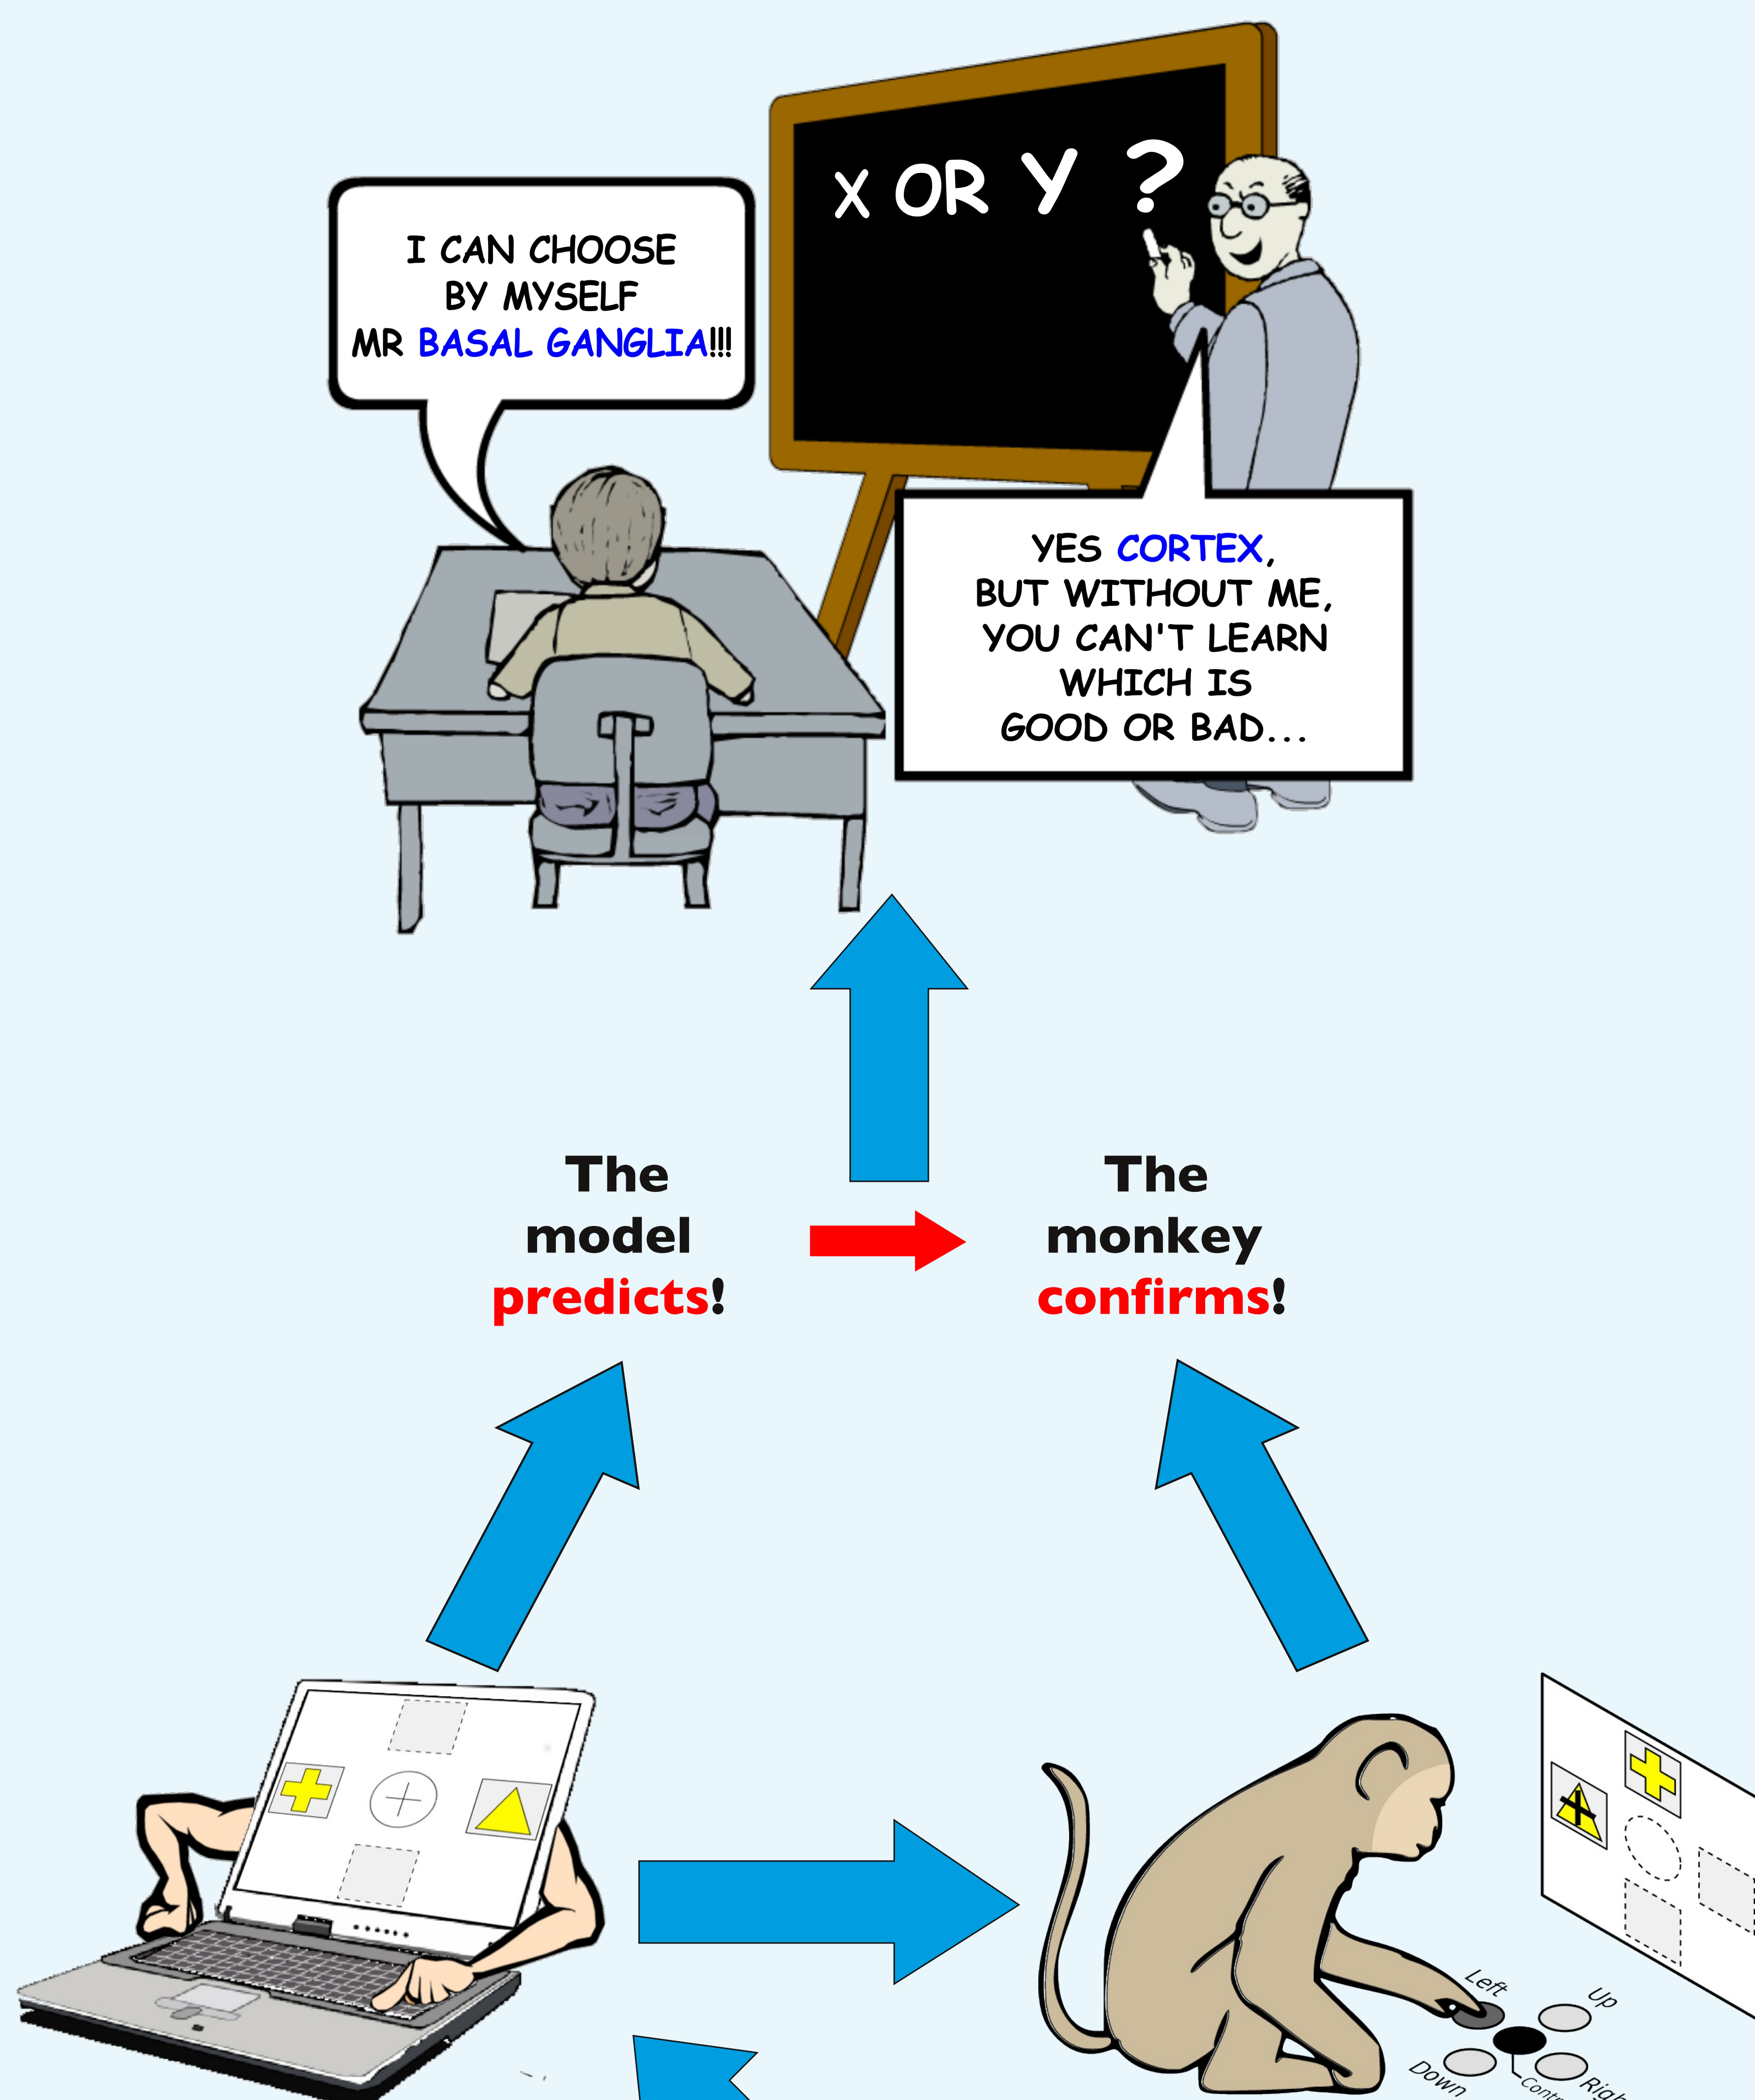 X OR Y ?
I CAN CHOOSE
BY MYSELF
MR BASAL GANGLIA!!!
YES CORTEX,
BUT WITHOUT ME,
YOU CAN'T LEARN
WHICH IS
GOOD OR BAD...
The
model
predicts!
The
monkey
confirms!
Left
Up
Down